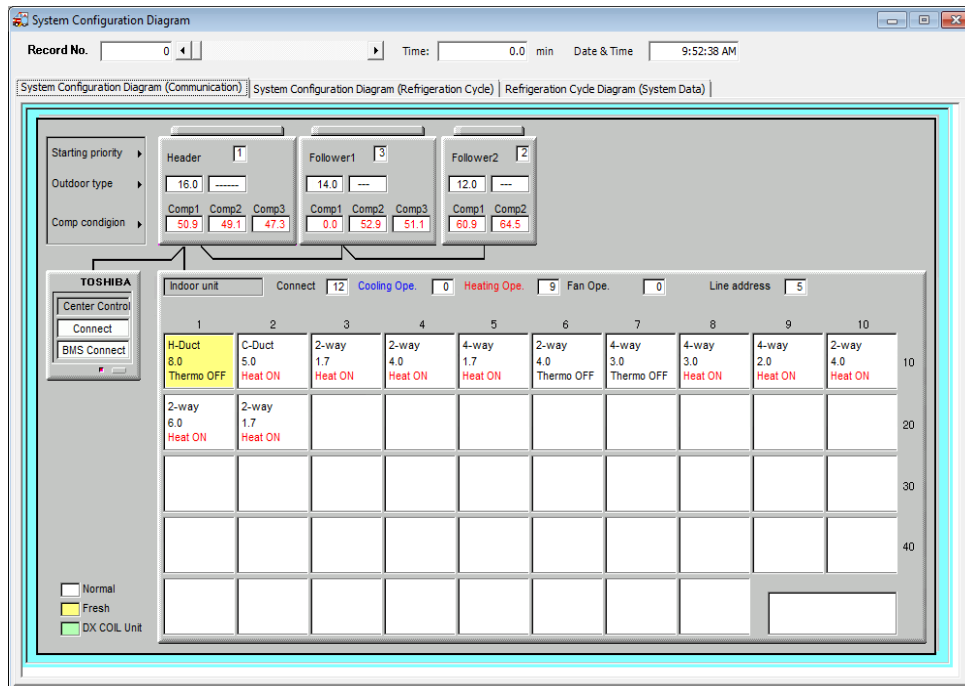 System Configuration Diagram
Record No. 0 Time: 0.0 min Date & Time 9:52:38 AM
System Configuration Diagram (Communication) System Configuration Diagram (Refrigeration Cycle) Refrigeration Cycle Diagram (System Data)
Starting priority Header 1 Follower1 3 Follower2 2
Outdoor type 16.0 ------ 14.0 --- 12.0 ---
Comp1 Comp2 Comp3 Comp1 Comp2 Comp3 Comp1 Comp2
Comp condigion 50.9 49.1 47.3 0.0 52.9 51.1 60.9 64.5
TOSHIBA
Center Control
Connect
BMS Connect
Indoor unit Connect 12 Cooling Ope. 0 Heating Ope. 9 Fan Ope. 0 Line address 5
1 2 3 4 5 6 7 8 9 10
H-Duct C-Duct 2-way 2-way 4-way 2-way 4-way 4-way 4-way 2-way
8.0 5.0 1.7 4.0 1.7 4.0 3.0 3.0 2.0 4.0 10
Thermo OFF Heat ON Heat ON Heat ON Heat ON Thermo OFF Thermo OFF Heat ON Heat ON Heat ON
2-way 2-way
6.0 1.7 20
Heat ON Heat ON
30
40
Normal
Fresh
DX COIL Unit